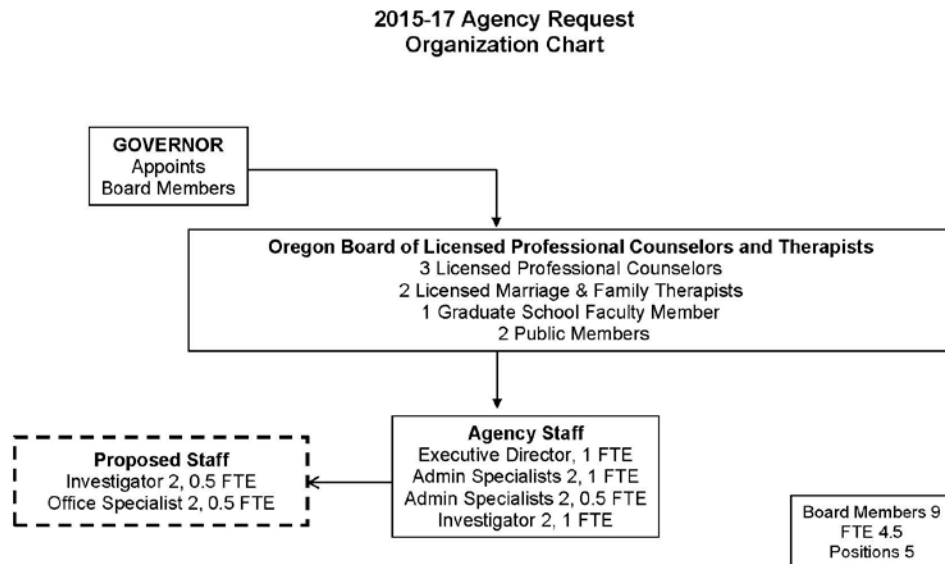 2015-17 Agency Request
Organization Chart
GOVERNOR
Appoints
Board Members
Oregon Board of Licensed Professional Counselors and Therapists
3 Licensed Professional Counselors
2 Licensed Marriage & Family Therapists
1 Graduate School Faculty Member
2 Public Members
Agency Staff
Executive Director, 1 FTE
Admin Specialists 2, 1 FTE
Admin Specialists 2, 0.5 FTE
Investigator 2, 1 FTE
Proposed Staff
Investigator 2, 0.5 FTE
Office Specialist 2, 0.5 FTE
Board Members 9
FTE 4.5
Positions 5